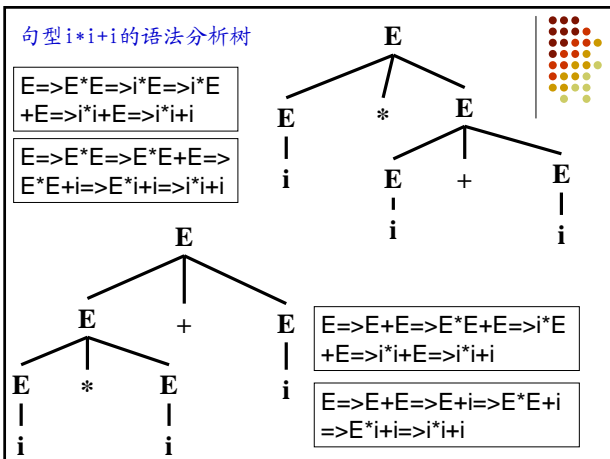 句型i*i+i的语法分析树
E=>E*E=>i*E=>i*E
+E=>i*i+E=>i*i+i
E=>E*E=>E*E+E=>
E*E+i=>E*i+i=>i*i+i
E
E * E
i E + E
i i
E
E + E
E * E i
i i
E=>E+E=>E*E+E=>i*E
+E=>i*i+E=>i*i+i
E=>E+E=>E+i=>E*E+i
=>E*i+i=>i*i+i